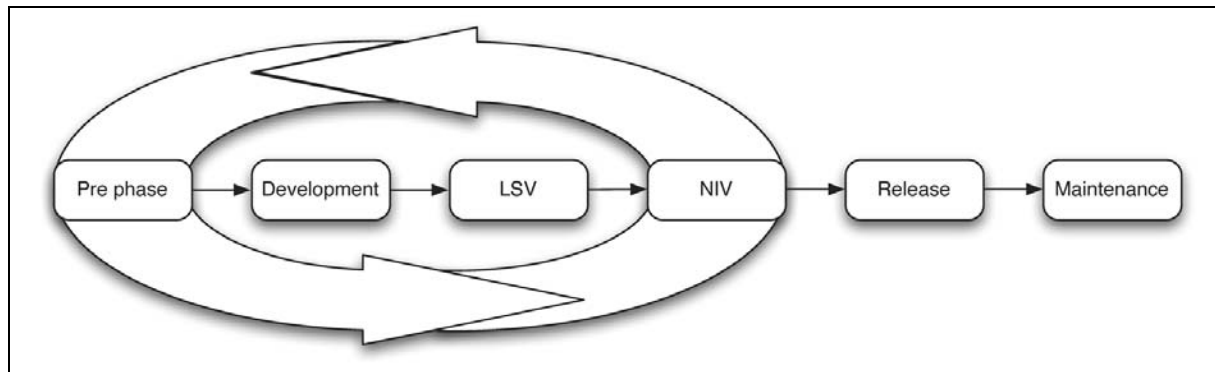 Pre phase
Development
LSV
NIV
Release
Maintenance